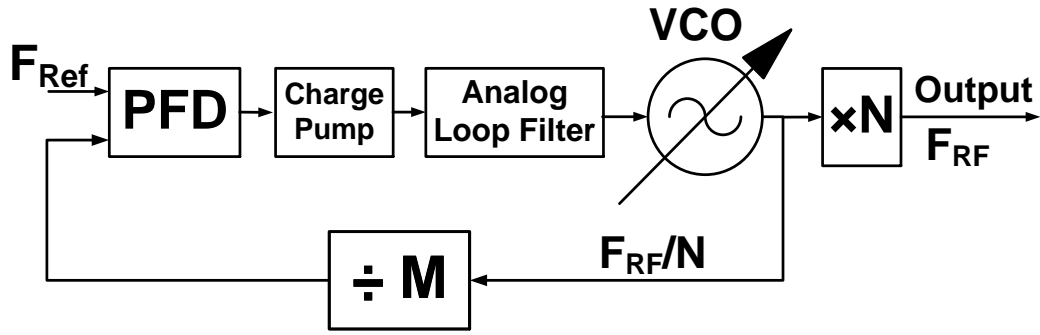 VCO
F_Ref
PFD
Charge
Pump
Analog
Loop Filter
×N
Output
F_RF
F_RF/N
÷ M